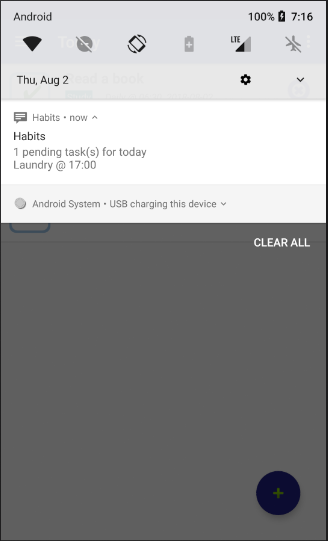 Android
100% 7:16
LTE
Thu, Aug 2
Habits • now
Habits
1 pending task(s) for today
Laundry @ 17:00
Android System • USB charging this device
CLEAR ALL